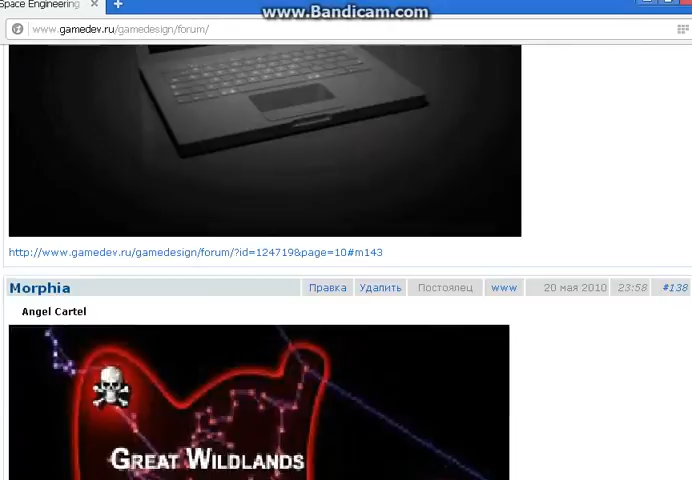 www.Bandicam.com
Space Engineering
www.gamedev.ru/gamedesign/forum/
http://www.gamedev.ru/gamedesign/forum/?id=124719&page=10#m143
Morphia Правка Удалить Постоялец www 20 мая 2010 23:58 #138
Angel Cartel
GREAT WILDLANDS